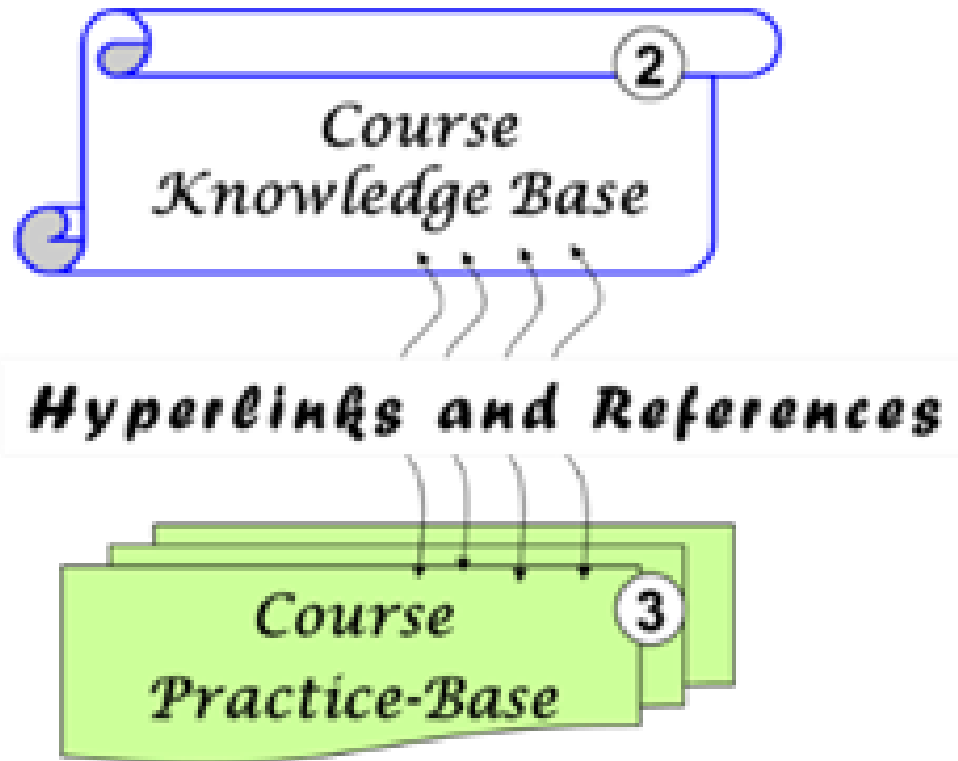 2
Course
Knowledge Base
Hyperlinks and References
3
Course
Practice-Base